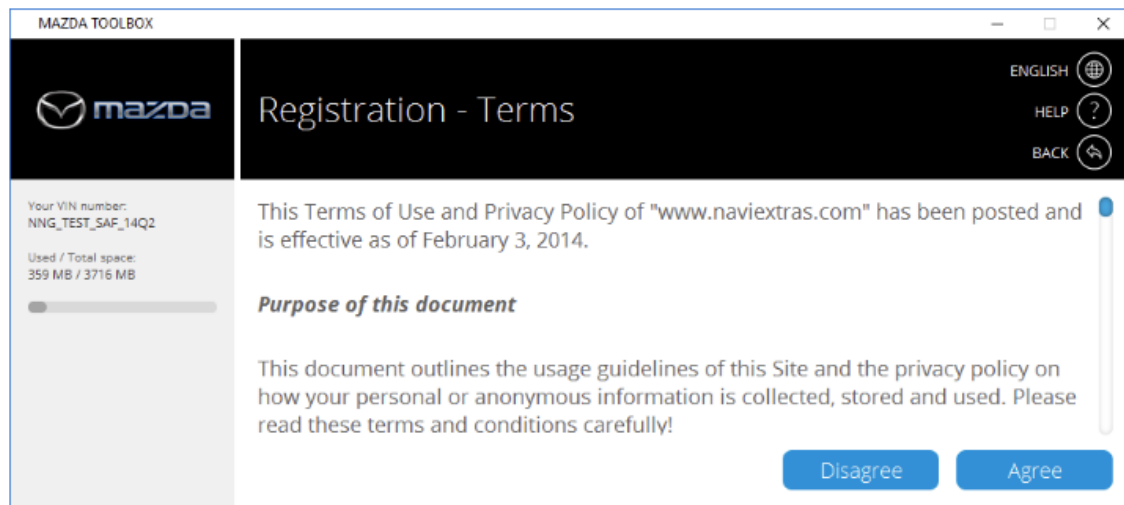 MAZDA TOOLBOX
mazda
Registration - Terms
ENGLISH
HELP
?
BACK
Your VIN number:
NNG_TEST_SAF_14Q2
Used / Total space:
359 MB / 3716 MB
This Terms of Use and Privacy Policy of "www.naviextras.com" has been posted and
is effective as of February 3, 2014.
Purpose of this document
This document outlines the usage guidelines of this Site and the privacy policy on
how your personal or anonymous information is collected, stored and used. Please
read these terms and conditions carefully!
Disagree
Agree